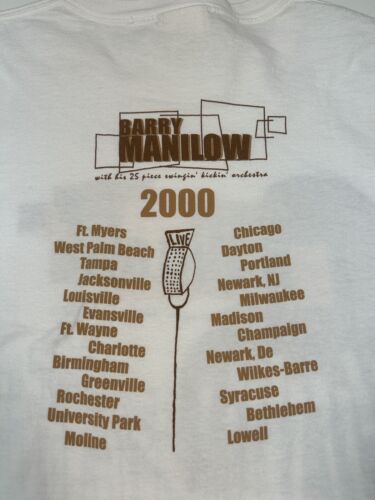 BARRY
MANILOW
with his 25 piece swingin' kickin' orchestra
2000
LIVE
Ft. Myers
West Palm Beach
Tampa
Jacksonville
Louisville
Evansville
Ft. Wayne
Charlotte
Birmingham
Greenville
Rochester
University Park
Moline
Chicago
Dayton
Portland
Newark, NJ
Milwaukee
Madison
Champaign
Newark, De
Wilkes-Barre
Syracuse
Bethlehem
Lowell